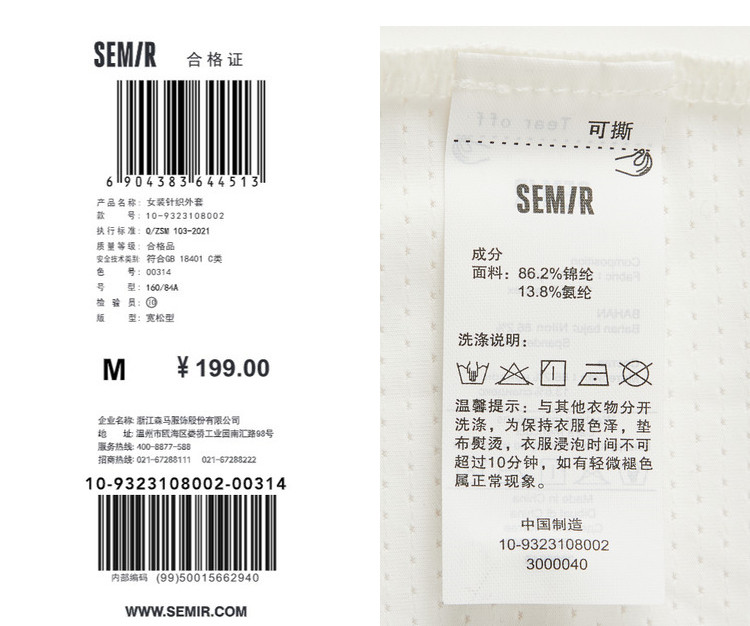 SEMIR 合格证
6 904383 644513
产品名称: 女装针织外套
款 号: 10-9323108002
执行标准: Q/ZSM 103-2021
质量等级: 合格品
安全技术类别: 符合GB 18401 C类
色 号: 00314
号 型: 160/84A
检 验 员: ⑩
版 型: 宽松型
M ¥199.00
企业名称: 浙江森马服饰股份有限公司
地 址: 温州市瓯海区娄桥工业园南汇路98号
服务热线: 400-8877-588
招商热线: 021-67288111 021-67288222
10-9323108002-00314
内部编码 (99)50015662940
WWW.SEMIR.COM
Tear off
可撕
SEMIR
成分
面料: 86.2%锦纶
13.8%氨纶
洗涤说明:
温馨提示: 与其他衣物分开
洗涤, 为保持衣服色泽, 垫
布熨烫, 衣服浸泡时间不可
超过10分钟, 如有轻微褪色
属正常现象。
中国制造
10-9323108002
3000040